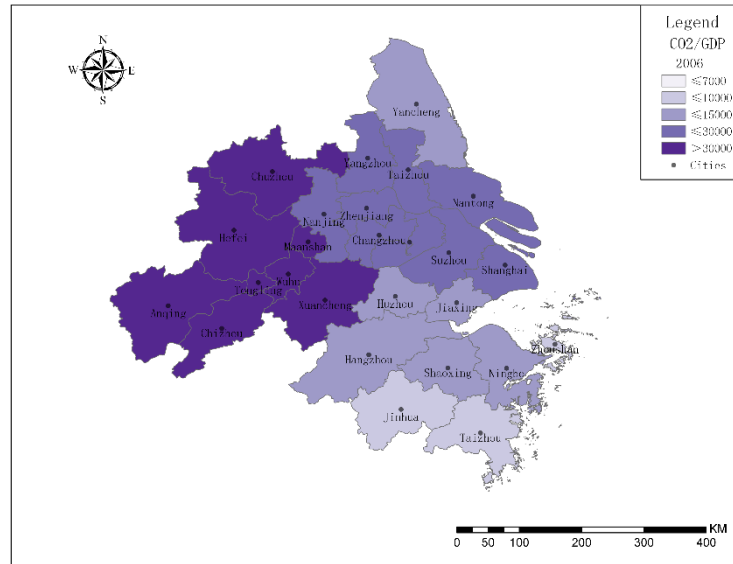 N
W
E
S
Legend
CO2/GDP
2006
≤7000
≤10000
≤15000
≤30000
>30000
Cities
Yancheng
Yangzhou
Taizhou
Chuzhou
Nantong
Nanjing
Zhenjiang
Hefei
Maanshan
Changzhou
Suzhou
Shanghai
Wuhu
Tongling
Xuancheng
Huzhou
Jiaxing
Anqing
Chizhou
Hangzhou
Shaoxing
Ningbo
Zhoushan
Jinhua
Taizhou
KM
0 50 100 200 300 400